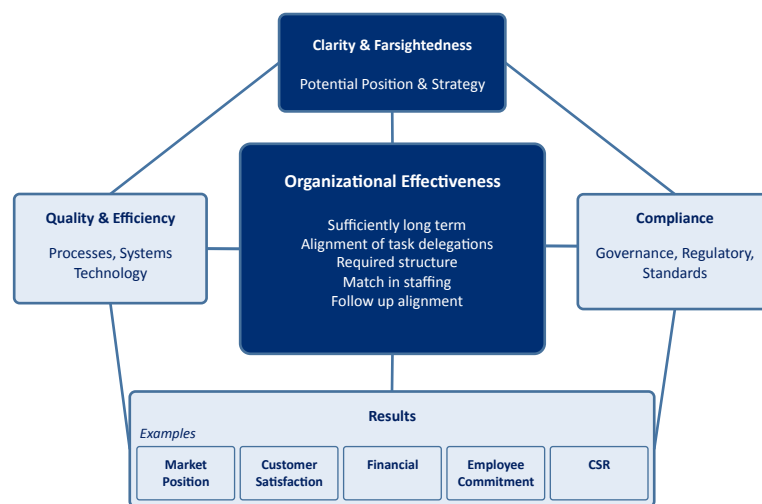 Clarity & Farsightedness
Potential Position & Strategy
Organizational Effectiveness
Sufficiently long term
Alignment of task delegations
Required structure
Match in staffing
Follow up alignment
Quality & Efficiency
Processes, Systems
Technology
Compliance
Governance, Regulatory,
Standards
Results
Examples
Market
Position
Customer
Satisfaction
Financial
Employee
Commitment
CSR